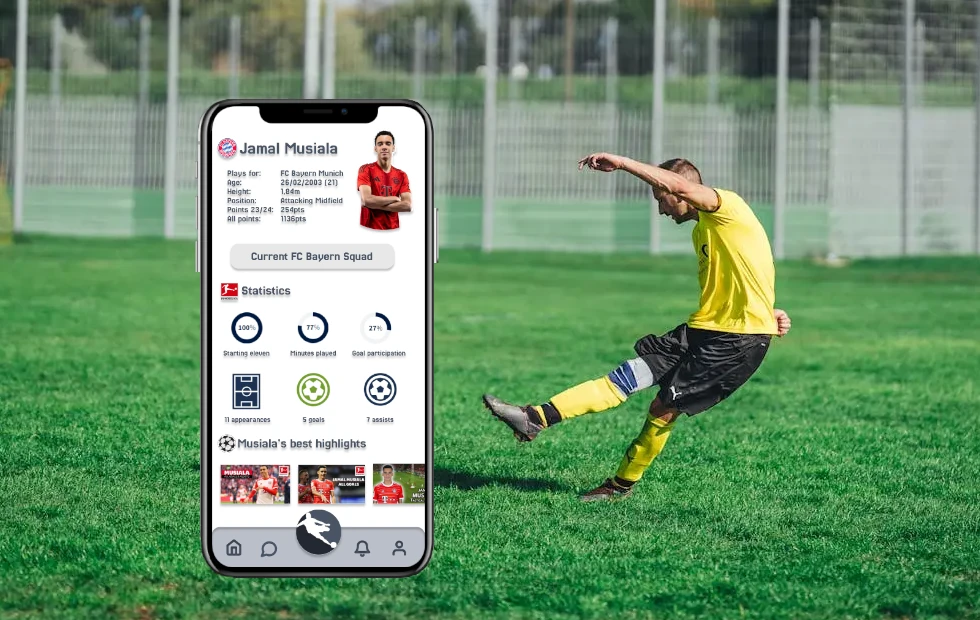 Jamal Musiala
Plays for: FC Bayern Munich
Age: 26/02/2003 (21)
Height: 1,84m
Position: Attacking Midfield
Points 23/24: 254pts
All points: 1136pts
Current FC Bayern Squad
Statistics
100% 77% 27%
Starting eleven Minutes played Goal participation
11 appearances 5 goals 7 assists
Musiala's best highlights
MUSIALA
JAMAL MUSIALA
ALL GOALS